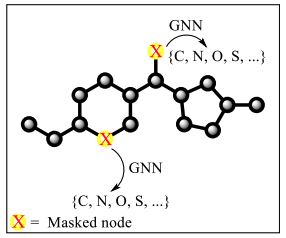 GNN
X
{C, N, O, S, ...}
X
GNN
{C, N, O, S, ...}
X = Masked node